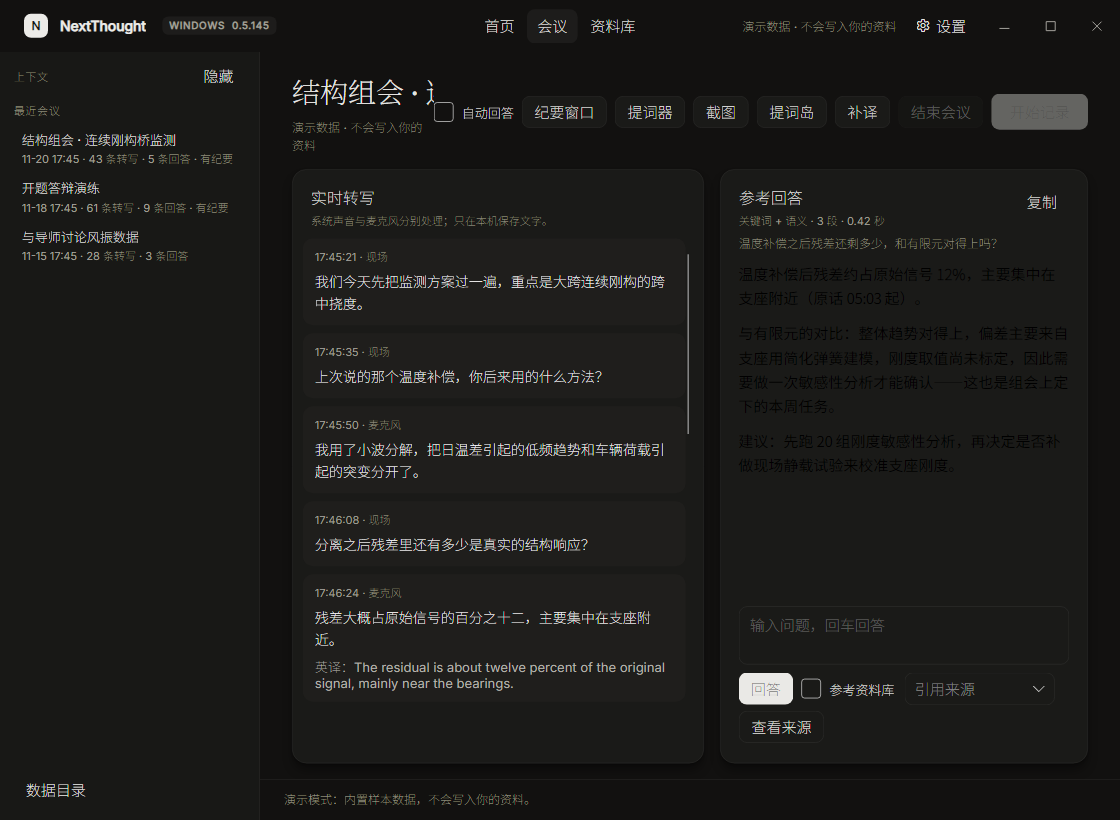 N NextThought WINDOWS 0.5.145 首页 会议 资料库 演示数据 · 不会写入你的资料 设置
上下文 隐藏
最近会议
结构组会 · 连续刚构桥监测
11-20 17:45 · 43 条转写 · 5 条回答 · 有纪要
开题答辩演练
11-18 17:45 · 61 条转写 · 9 条回答 · 有纪要
与导师讨论风振数据
11-15 17:45 · 28 条转写 · 3 条回答
数据目录
结构组会 ·
演示数据 · 不会写入你的
资料
自动回答 纪要窗口 提词器 截图 提词岛 补译 结束会议 开始记录
实时转写
系统声音与麦克风分别处理；只在本机保存文字。
17:45:21 · 现场
我们今天先把监测方案过一遍，重点是大跨连续刚构的跨
中挠度。
17:45:35 · 现场
上次说的那个温度补偿，你后来用的什么方法？
17:45:50 · 麦克风
我用了小波分解，把日温差引起的低频趋势和车辆荷载引
起的突变分开了。
17:46:08 · 现场
分离之后残差里还有多少是真实的结构响应？
17:46:24 · 麦克风
残差大概占原始信号的百分之十二，主要集中在支座附
近。
英译：The residual is about twelve percent of the original
signal, mainly near the bearings.
参考回答 复制
关键词 + 语义 · 3 段 · 0.42 秒
温度补偿之后残差还剩多少，和有限元对得上吗？
温度补偿后残差约占原始信号 12%，主要集中在
支座附近（原话 05:03 起）。
与有限元的对比：整体趋势对得上，偏差主要来自
支座用简化弹簧建模，刚度取值尚未标定，因此需
要做一次敏感性分析才能确认——这也是组会上定
下的本周任务。
建议：先跑 20 组刚度敏感性分析，再决定是否补
做现场静载试验来校准支座刚度。
输入问题，回车回答
回答 参考资料库 引用来源
查看来源
演示模式：内置样本数据，不会写入你的资料。